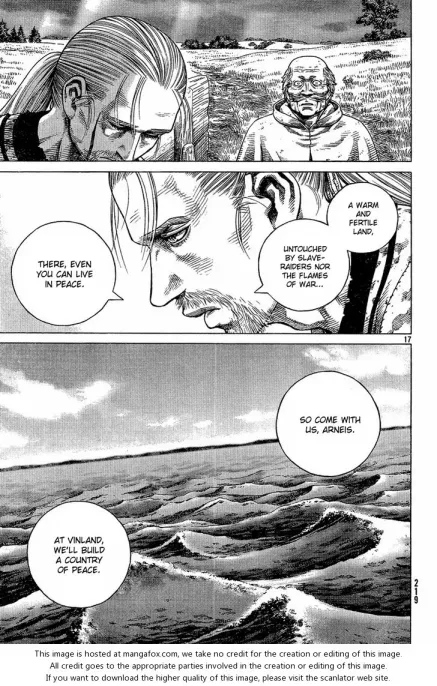 A WARM
AND
FERTILE
LAND,
UNTOUCHED
BY SLAVE-
RAIDERS NOR
THE FLAMES
OF WAR...
THERE, EVEN
YOU CAN LIVE
IN PEACE.
17
SO COME WITH
US, ARNEIS.
AT VINLAND,
WE'LL BUILD
A COUNTRY
OF PEACE.
219
This image is hosted at mangafox.com, we take no credit for the creation or editing of this image.
All credit goes to the appropriate parties involved in the creation or editing of this image.
If you want to download the higher quality of this image, please visit the scanlator web site.